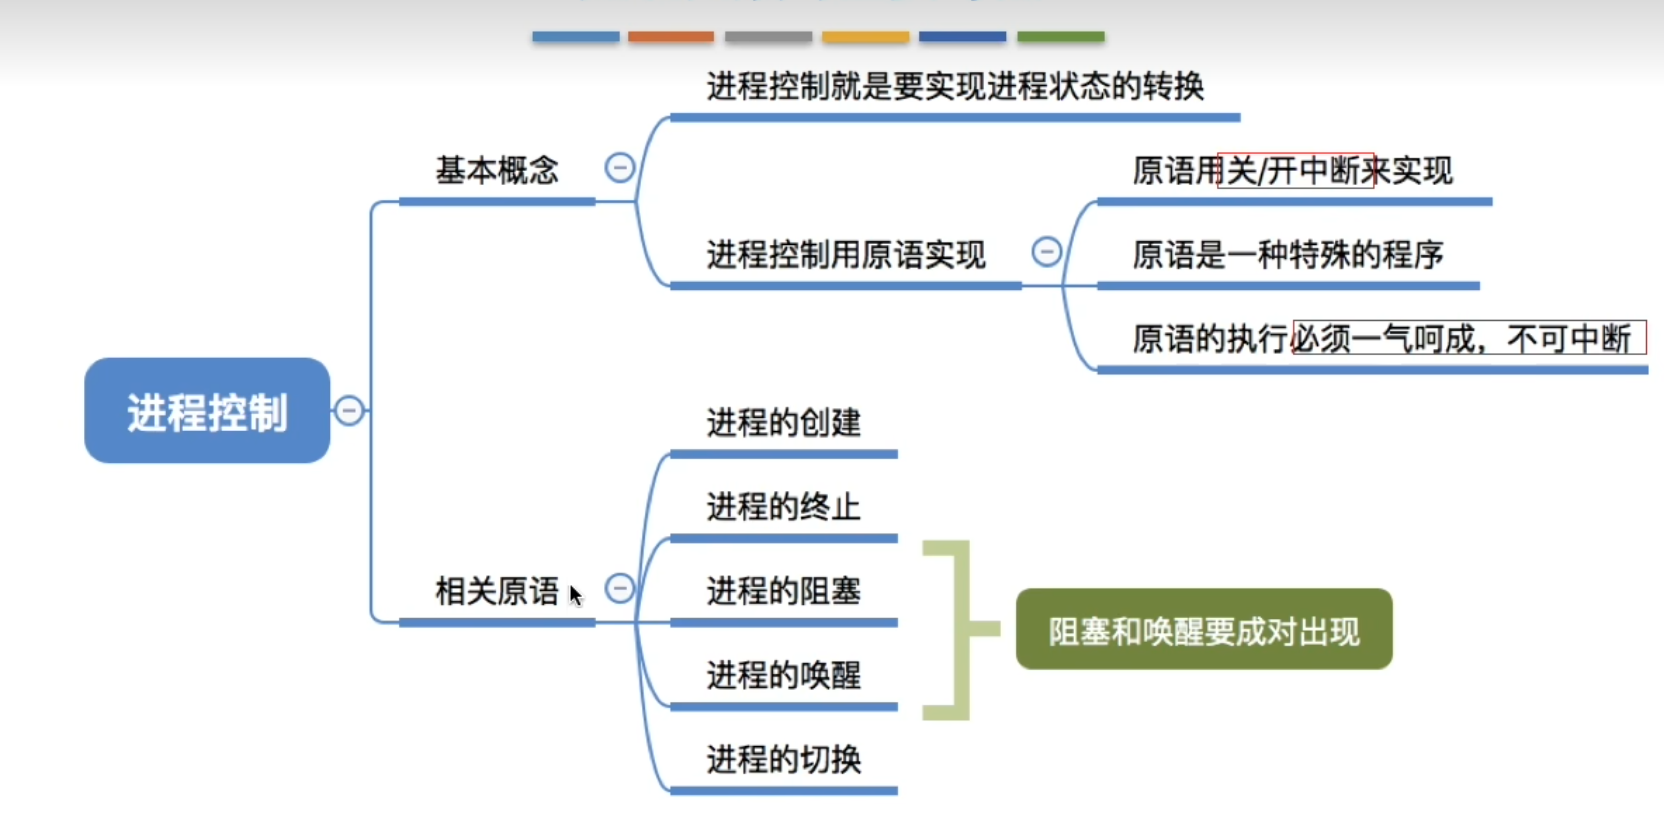 进程控制
基本概念
进程控制就是要实现进程状态的转换
进程控制用原语实现
原语用关/开中断来实现
原语是一种特殊的程序
原语的执行必须一气呵成，不可中断
相关原语
进程的创建
进程的终止
进程的阻塞
进程的唤醒
进程的切换
阻塞和唤醒要成对出现